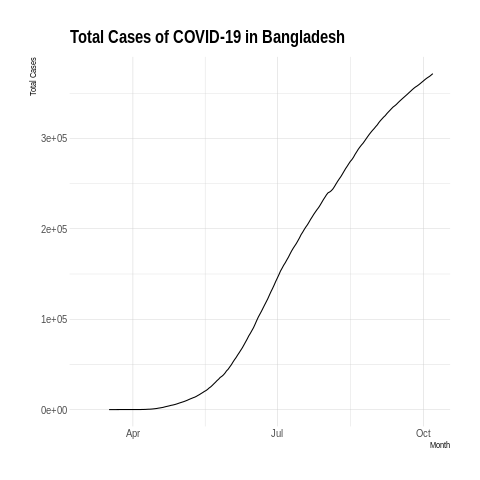 Total Cases of COVID-19 in Bangladesh
Total Cases
3e+05
2e+05
1e+05
0e+00
Apr Jul Oct
Month